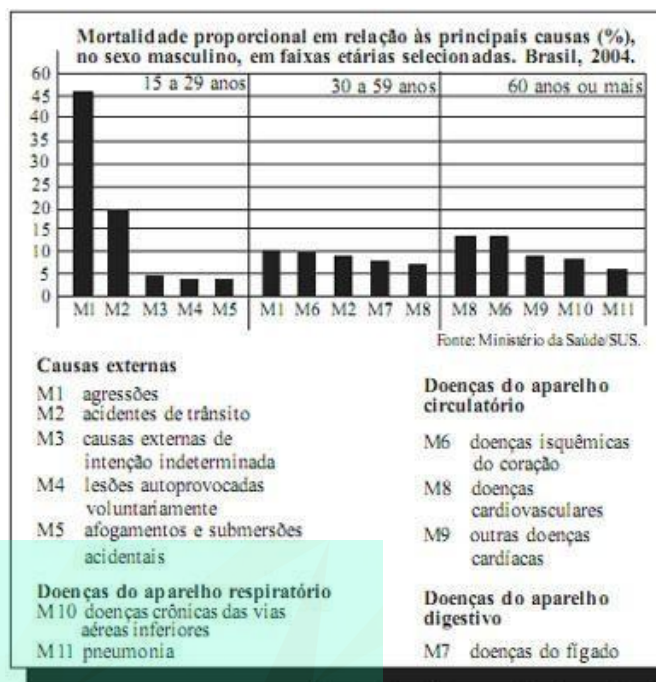 Mortalidade proporcional em relação às principais causas (%),
no sexo masculino, em faixas etárias selecionadas. Brasil, 2004.
60
45
40
35
30
25
20
15
10
5
0
15 a 29 anos
30 a 59 anos
60 anos ou mais
M1 M2 M3 M4 M5 M1 M6 M2 M7 M8 M8 M6 M9 M10 M11
Fonte: Ministério da Saúde/SUS.
Causas externas
M1 agressões
M2 acidentes de trânsito
M3 causas externas de
intenção indeterminada
M4 lesões autoprovocadas
voluntariamente
M5 afogamentos e submersões
acidentais
Doenças do aparelho respiratório
M10 doenças crônicas das vias
aéreas inferiores
M11 pneumonia
Doenças do aparelho
circulatório
M6 doenças isquêmicas
do coração
M8 doenças
cardiovasculares
M9 outras doenças
cardíacas
Doenças do aparelho
digestivo
M7 doenças do fígado